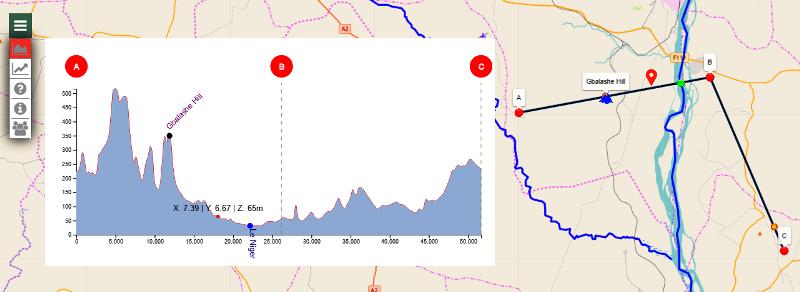 A2
A
B
C
Gbalashe Hill
500
450
400
350
300
250
200
150
100
50
0
X: 7.39 | Y: 6.67 | Z: 65m
Le Niger
0
5.000
10.000
15.000
20.000
25.000
30.000
35.000
40.000
45.000
50.000
A2
F11
B
Gbalashe Hill
A
C